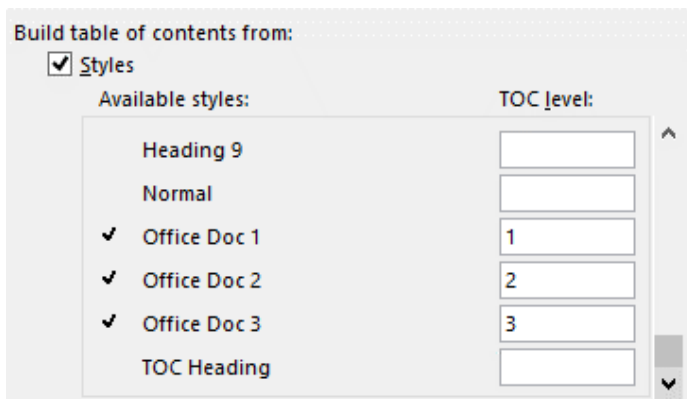 Build table of contents from:
Styles
Available styles: TOC level:
Heading 9
Normal
Office Doc 1 1
Office Doc 2 2
Office Doc 3 3
TOC Heading